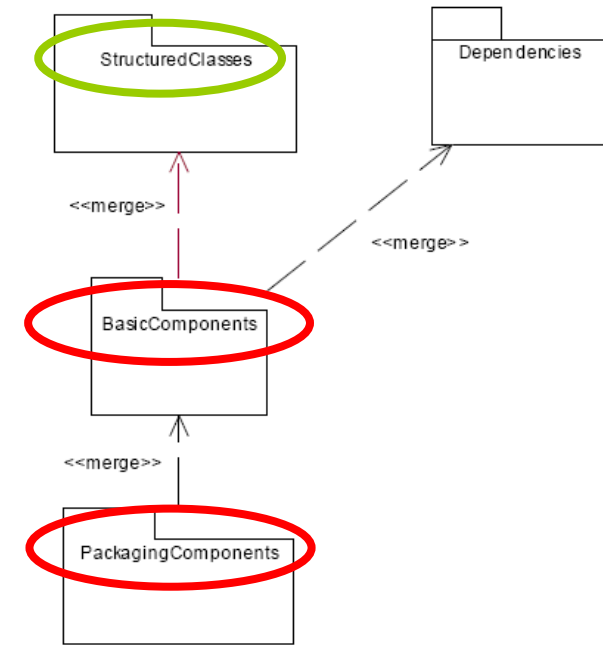 StructuredClasses
Dependencies
<<merge>>
<<merge>>
BasicComponents
<<merge>>
PackagingComponents